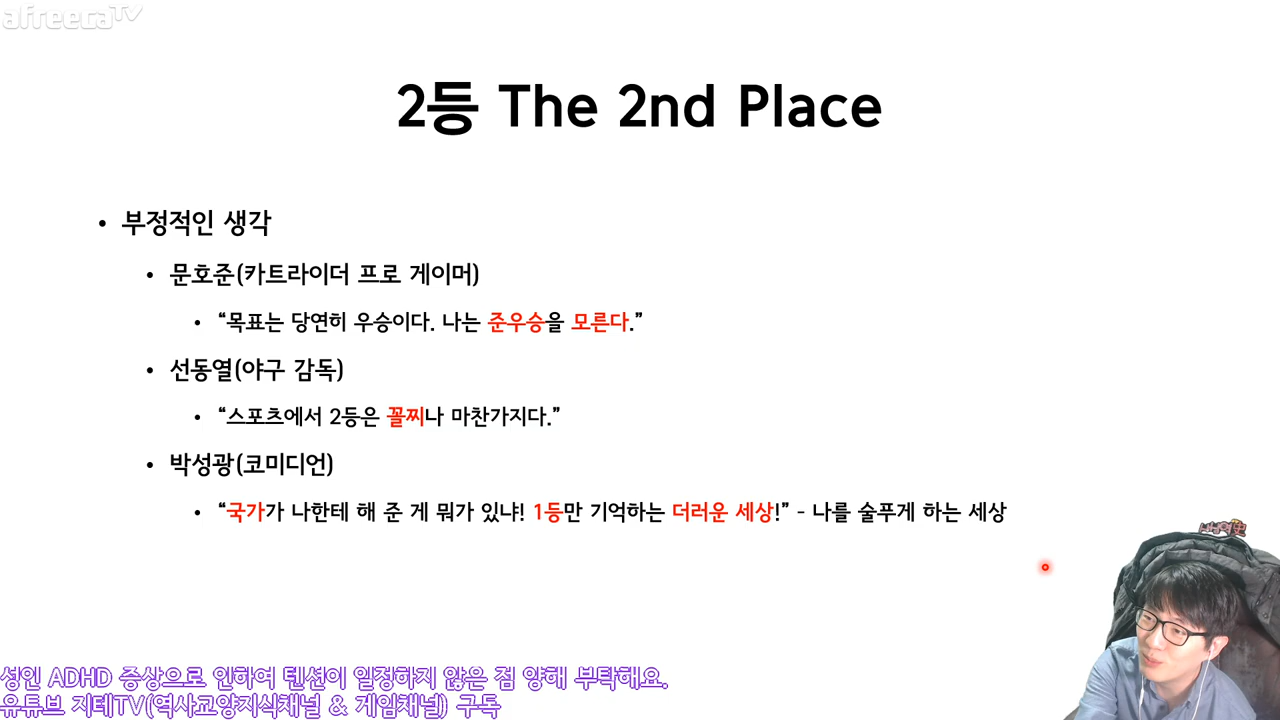 afreecaTV
2등 The 2nd Place
• 부정적인 생각
• 문호준(카트라이더 프로 게이머)
• “목표는 당연히 우승이다. 나는 준우승을 모른다.”
• 선동열(야구 감독)
• “스포츠에서 2등은 꼴찌나 마찬가지다.”
• 박성광(코미디언)
• “국가가 나한테 해 준 게 뭐가 있냐! 1등만 기억하는 더러운 세상!” - 나를 술푸게 하는 세상
성인 ADHD 증상으로 인하여 텐션이 일정하지 않은 점 양해 부탁해요.
유튜브 지테TV(역사교양지식채널 & 게임채널) 구독